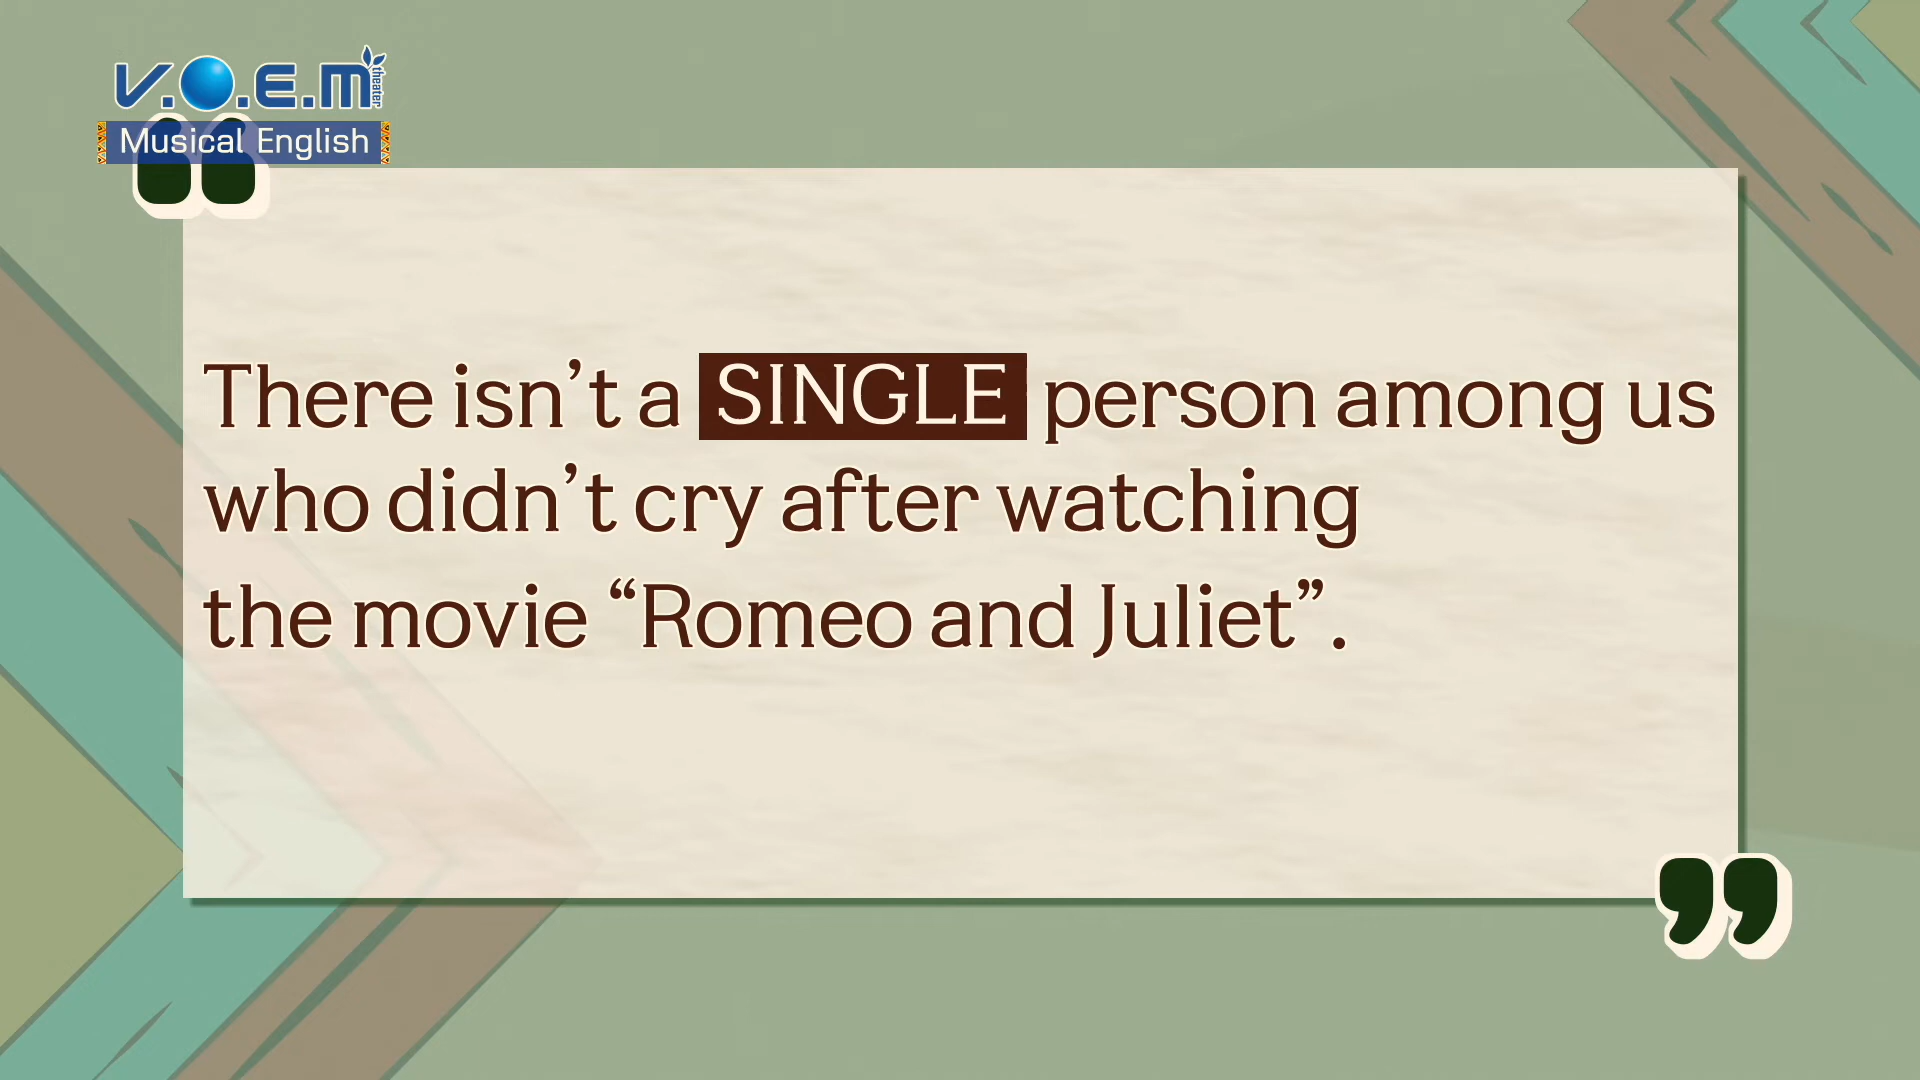 V.O.E.M theater
Musical English
There isn’t a SINGLE person among us
who didn’t cry after watching
the movie “Romeo and Juliet”.